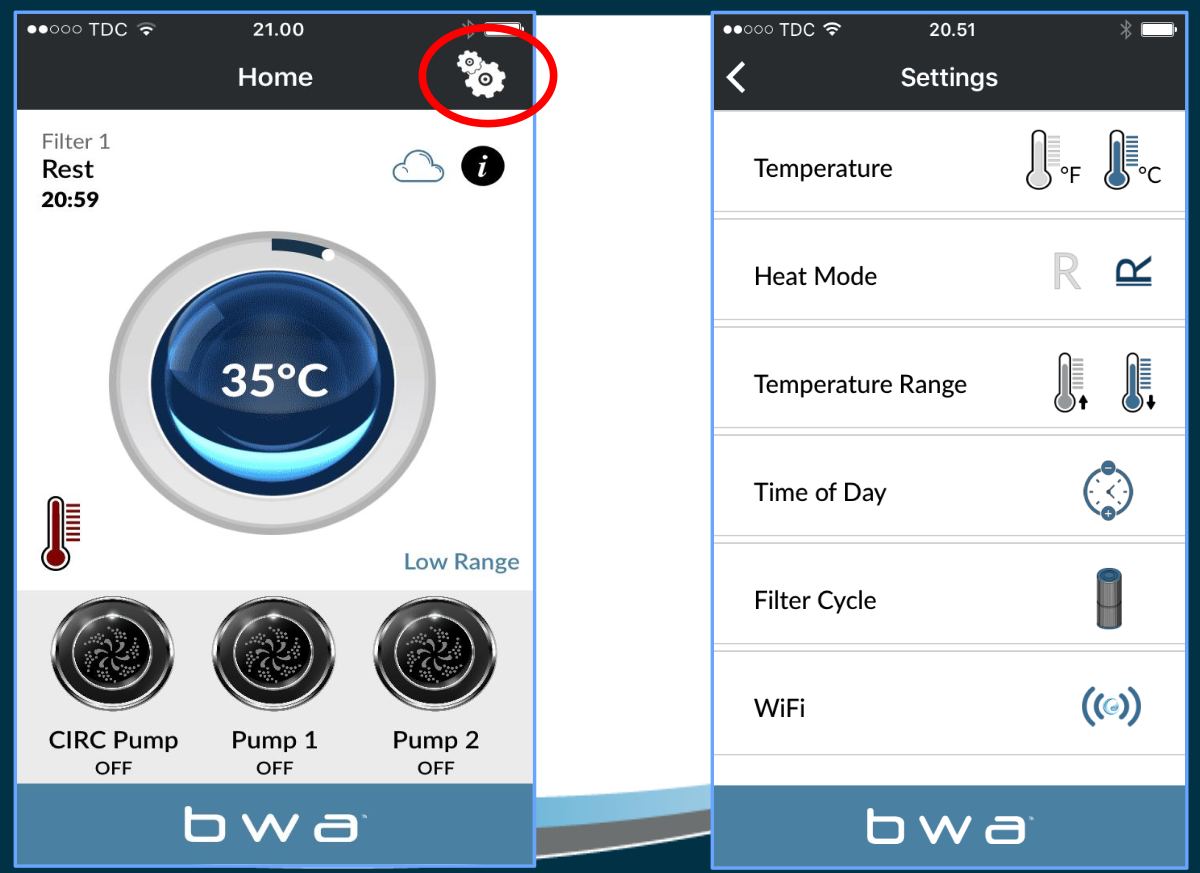 TDC 21.00
Home
Filter 1
Rest
20:59
i
35°C
Low Range
CIRC Pump Pump 1 Pump 2
OFF OFF OFF
bwa
TDC 20.51
Settings
Temperature °F °C
Heat Mode R R
Temperature Range
Time of Day
Filter Cycle
WiFi
bwa